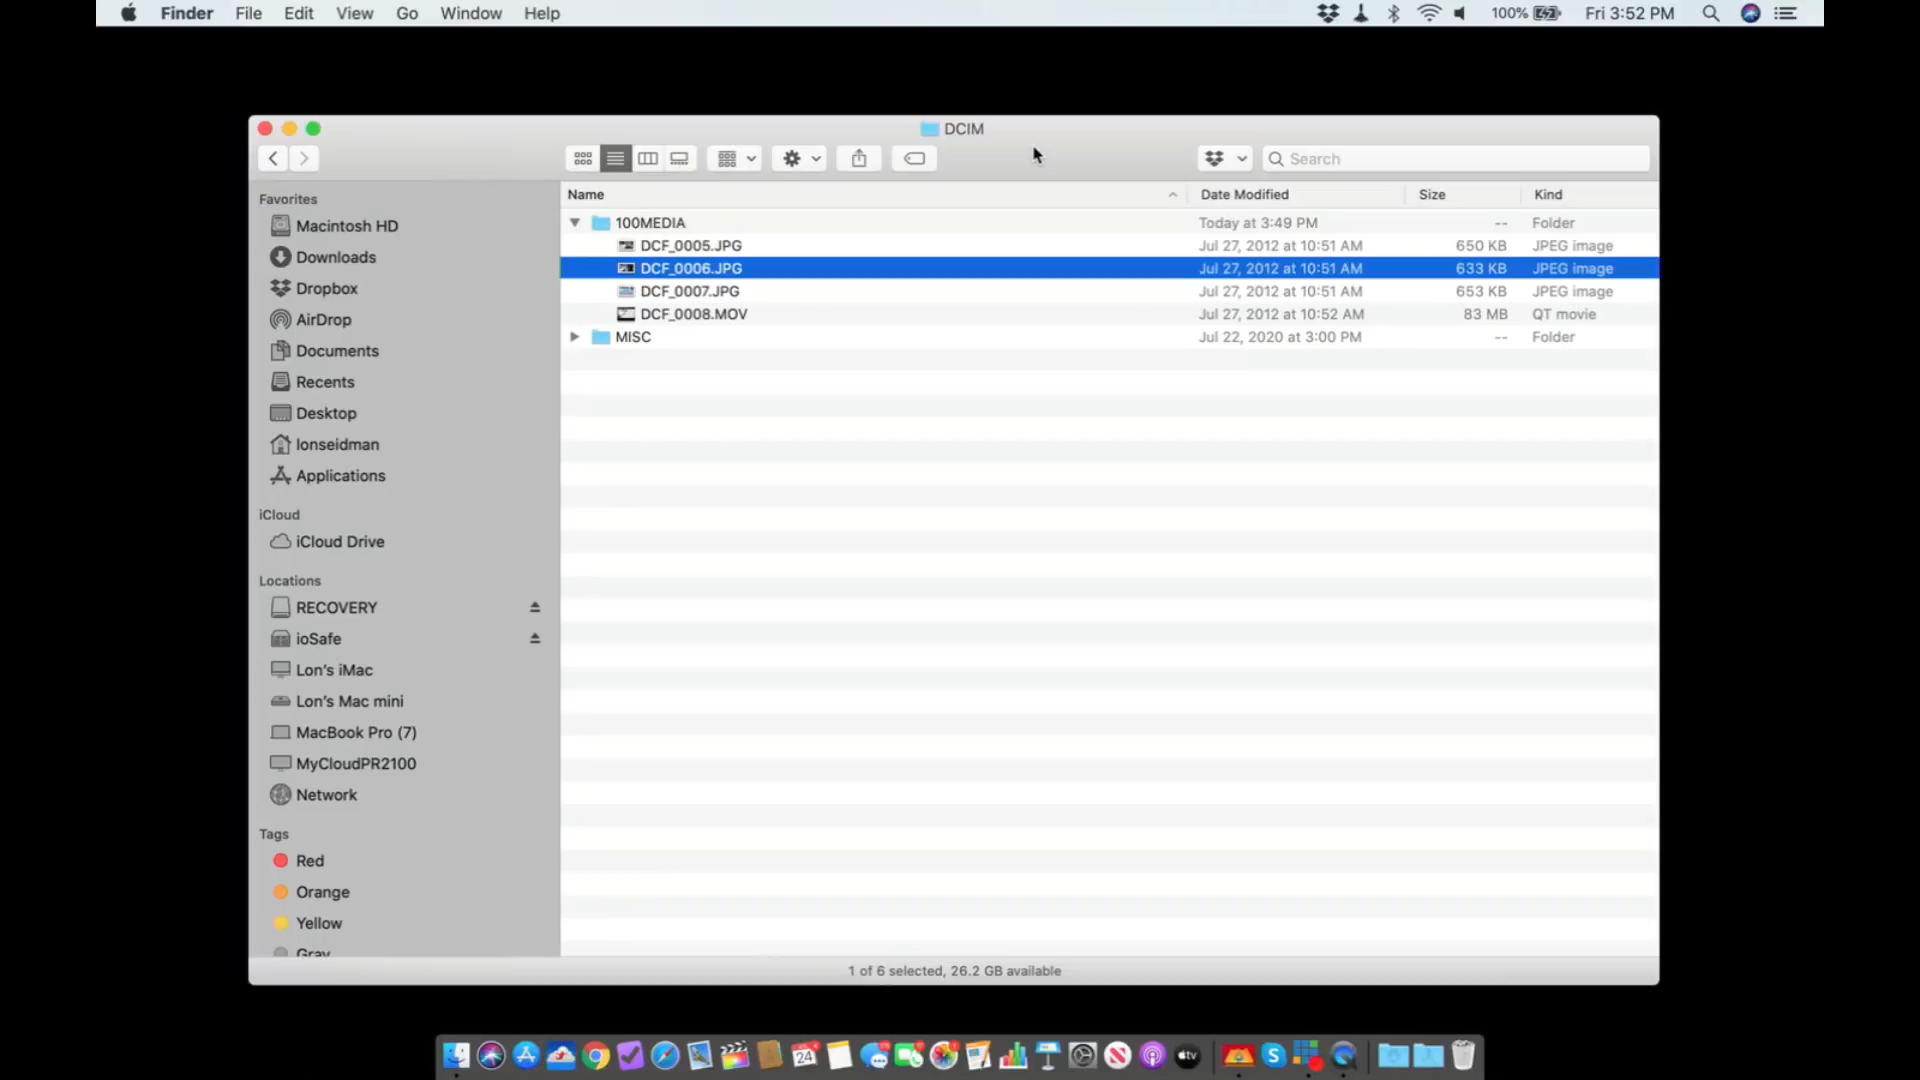 Finder File Edit View Go Window Help 100% Fri 3:52 PM
DCIM
Search
Favorites
Macintosh HD
Downloads
Dropbox
AirDrop
Documents
Recents
Desktop
lonseidman
Applications
iCloud
iCloud Drive
Locations
RECOVERY
ioSafe
Lon's iMac
Lon's Mac mini
MacBook Pro (7)
MyCloudPR2100
Network
Tags
Red
Orange
Yellow
Gray
Name Date Modified Size Kind
100MEDIA Today at 3:49 PM -- Folder
DCF_0005.JPG Jul 27, 2012 at 10:51 AM 650 KB JPEG image
DCF_0006.JPG Jul 27, 2012 at 10:51 AM 633 KB JPEG image
DCF_0007.JPG Jul 27, 2012 at 10:51 AM 653 KB JPEG image
DCF_0008.MOV Jul 27, 2012 at 10:52 AM 83 MB QT movie
MISC Jul 22, 2020 at 3:00 PM -- Folder
1 of 6 selected, 26.2 GB available
24
tv